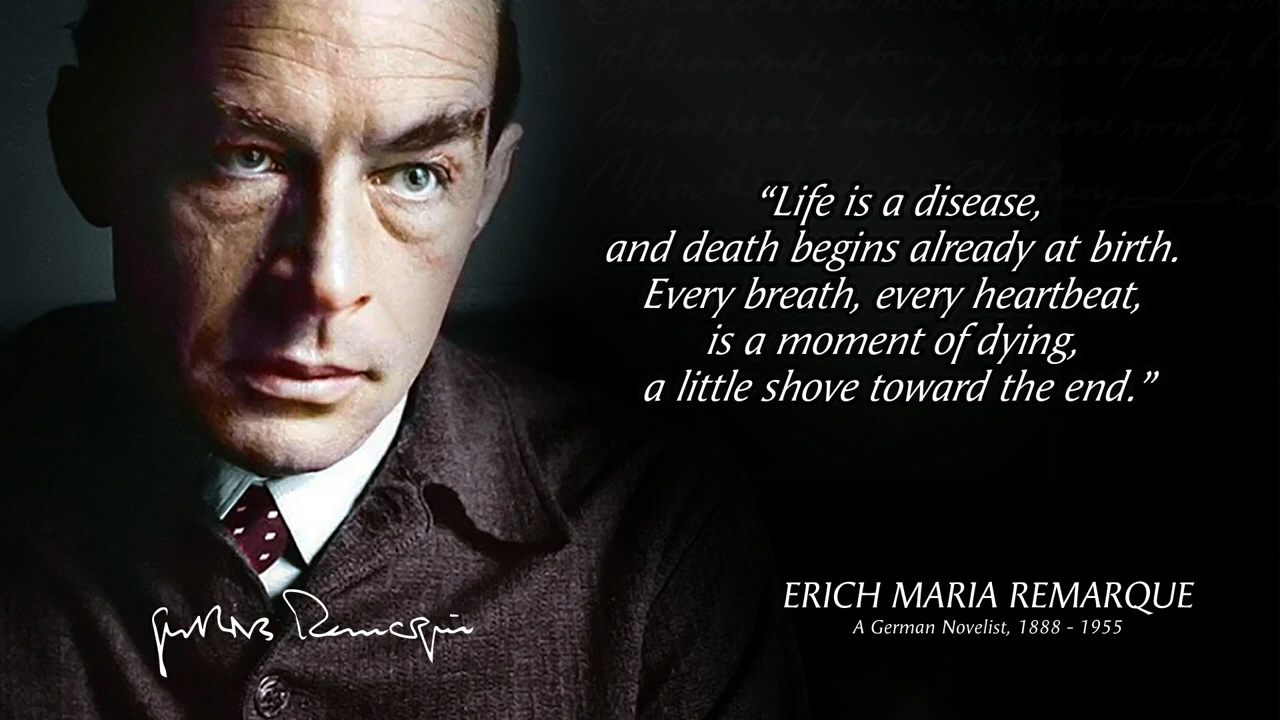 “Life is a disease,
and death begins already at birth.
Every breath, every heartbeat,
is a moment of dying,
a little shove toward the end.”
ERICH MARIA REMARQUE
A German Novelist, 1888 - 1955
Remarque